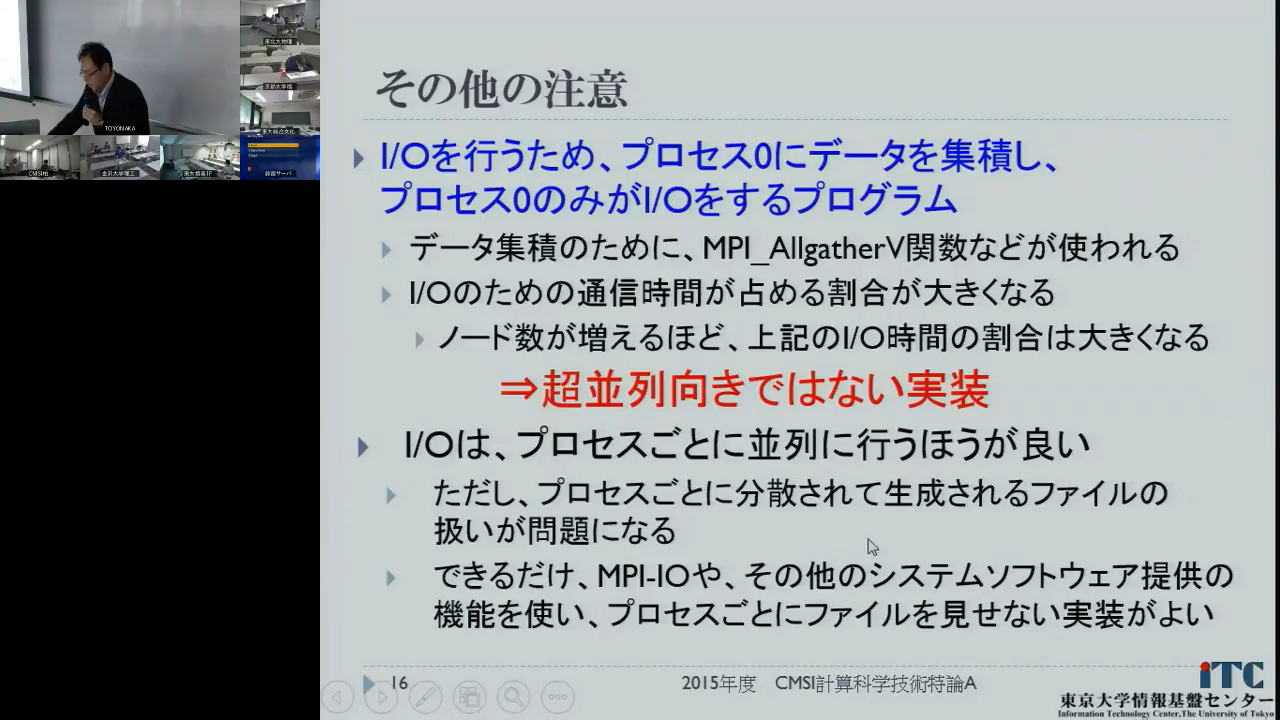 TOYONAKA
東北大物理
京都大学福
東大総合文化
CMSI柏
金沢大学理工
東大情基1F
録画サーバ
その他の注意
I/Oを行うため、プロセス0にデータを集積し、
プロセス0のみがI/Oをするプログラム
データ集積のために、MPI_AllgatherV関数などが使われる
I/Oのための通信時間が占める割合が大きくなる
ノード数が増えるほど、上記のI/O時間の割合は大きくなる
⇒超並列向きではない実装
I/Oは、プロセスごとに並列に行うほうが良い
ただし、プロセスごとに分散されて生成されるファイルの
扱いが問題になる
できるだけ、MPI-IOや、その他のシステムソフトウェア提供の
機能を使い、プロセスごとにファイルを見せない実装がよい
16
2015年度 CMSI計算科学技術特論A
iTC
東京大学情報基盤センター
Information Technology Center, The University of Tokyo